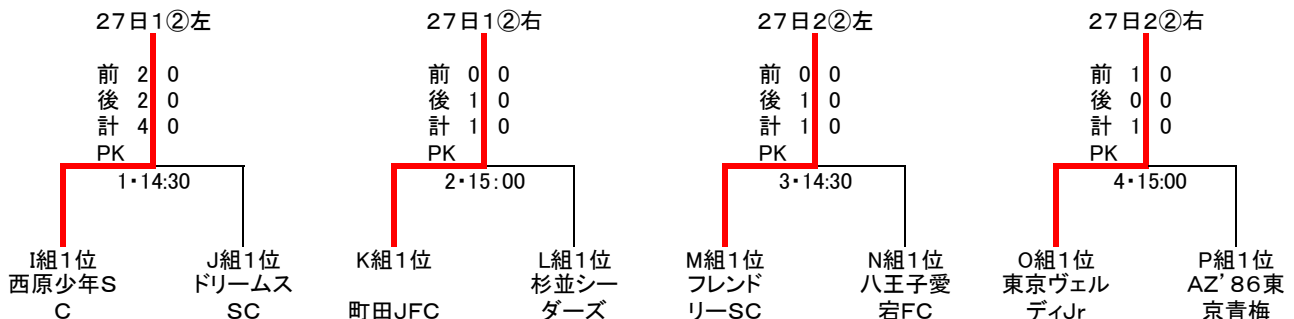 27日1②左 27日1②右 27日2②左 27日2②右
前 2 0 前 0 0 前 0 0 前 1 0
後 2 0 後 1 0 後 1 0 後 0 0
計 4 0 計 1 0 計 1 0 計 1 0
PK PK PK PK
1・14:30 2・15:00 3・14:30 4・15:00
I組1位 J組1位 K組1位 L組1位 M組1位 N組1位 O組1位 P組1位
西原少年S ドリームス 杉並シー フレンド 八王子愛 東京ヴェル AZ’86東
C SC 町田JFC ダーズ リーSC 宕FC ディJr 京青梅